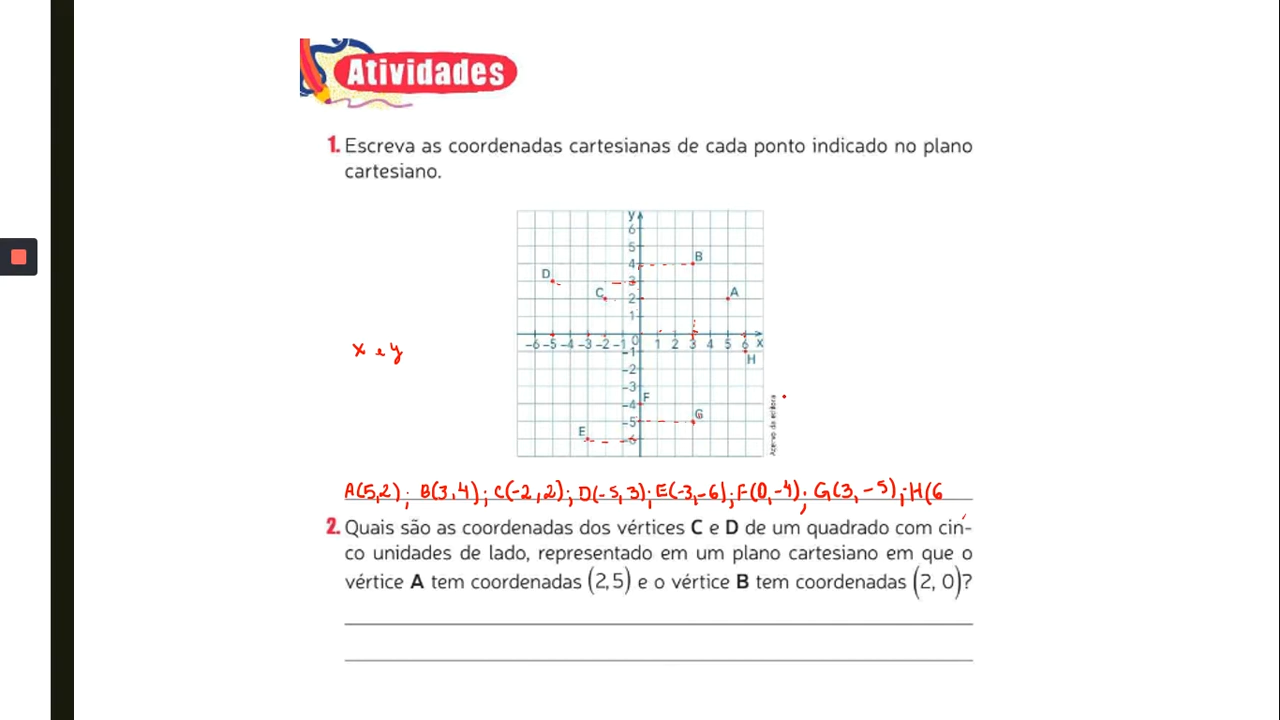 Atividades
1. Escreva as coordenadas cartesianas de cada ponto indicado no plano
cartesiano.
y
6
5
4 B
D 3
C 2 A
1
-6 -5 -4 -3 -2 -1 0 1 2 3 4 5 6 x
-1 H
-2
-3
-4 F
-5 G
E -6
Acervo da editora
x e y
A(5,2); B(3,4); C(-2,2); D(-5,3); E(-3,-6); F(0,-4); G(3,-5); H(6
2. Quais são as coordenadas dos vértices C e D de um quadrado com cin-
co unidades de lado, representado em um plano cartesiano em que o
vértice A tem coordenadas (2,5) e o vértice B tem coordenadas (2, 0)?